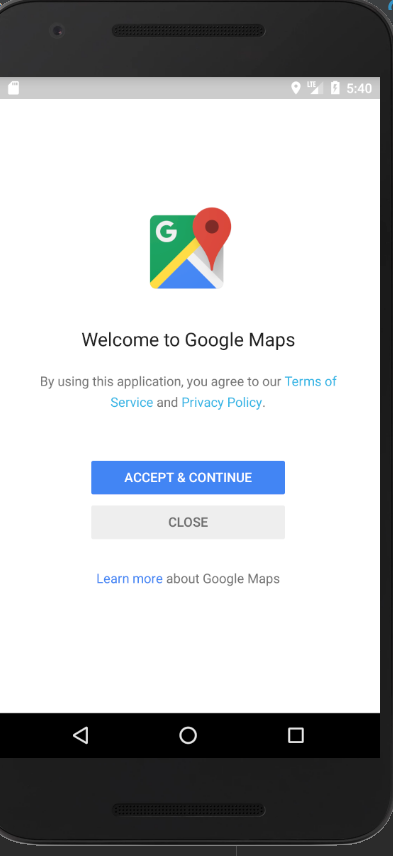 LTE 5:40
G
Welcome to Google Maps
By using this application, you agree to our Terms of
Service and Privacy Policy.
ACCEPT & CONTINUE
CLOSE
Learn more about Google Maps